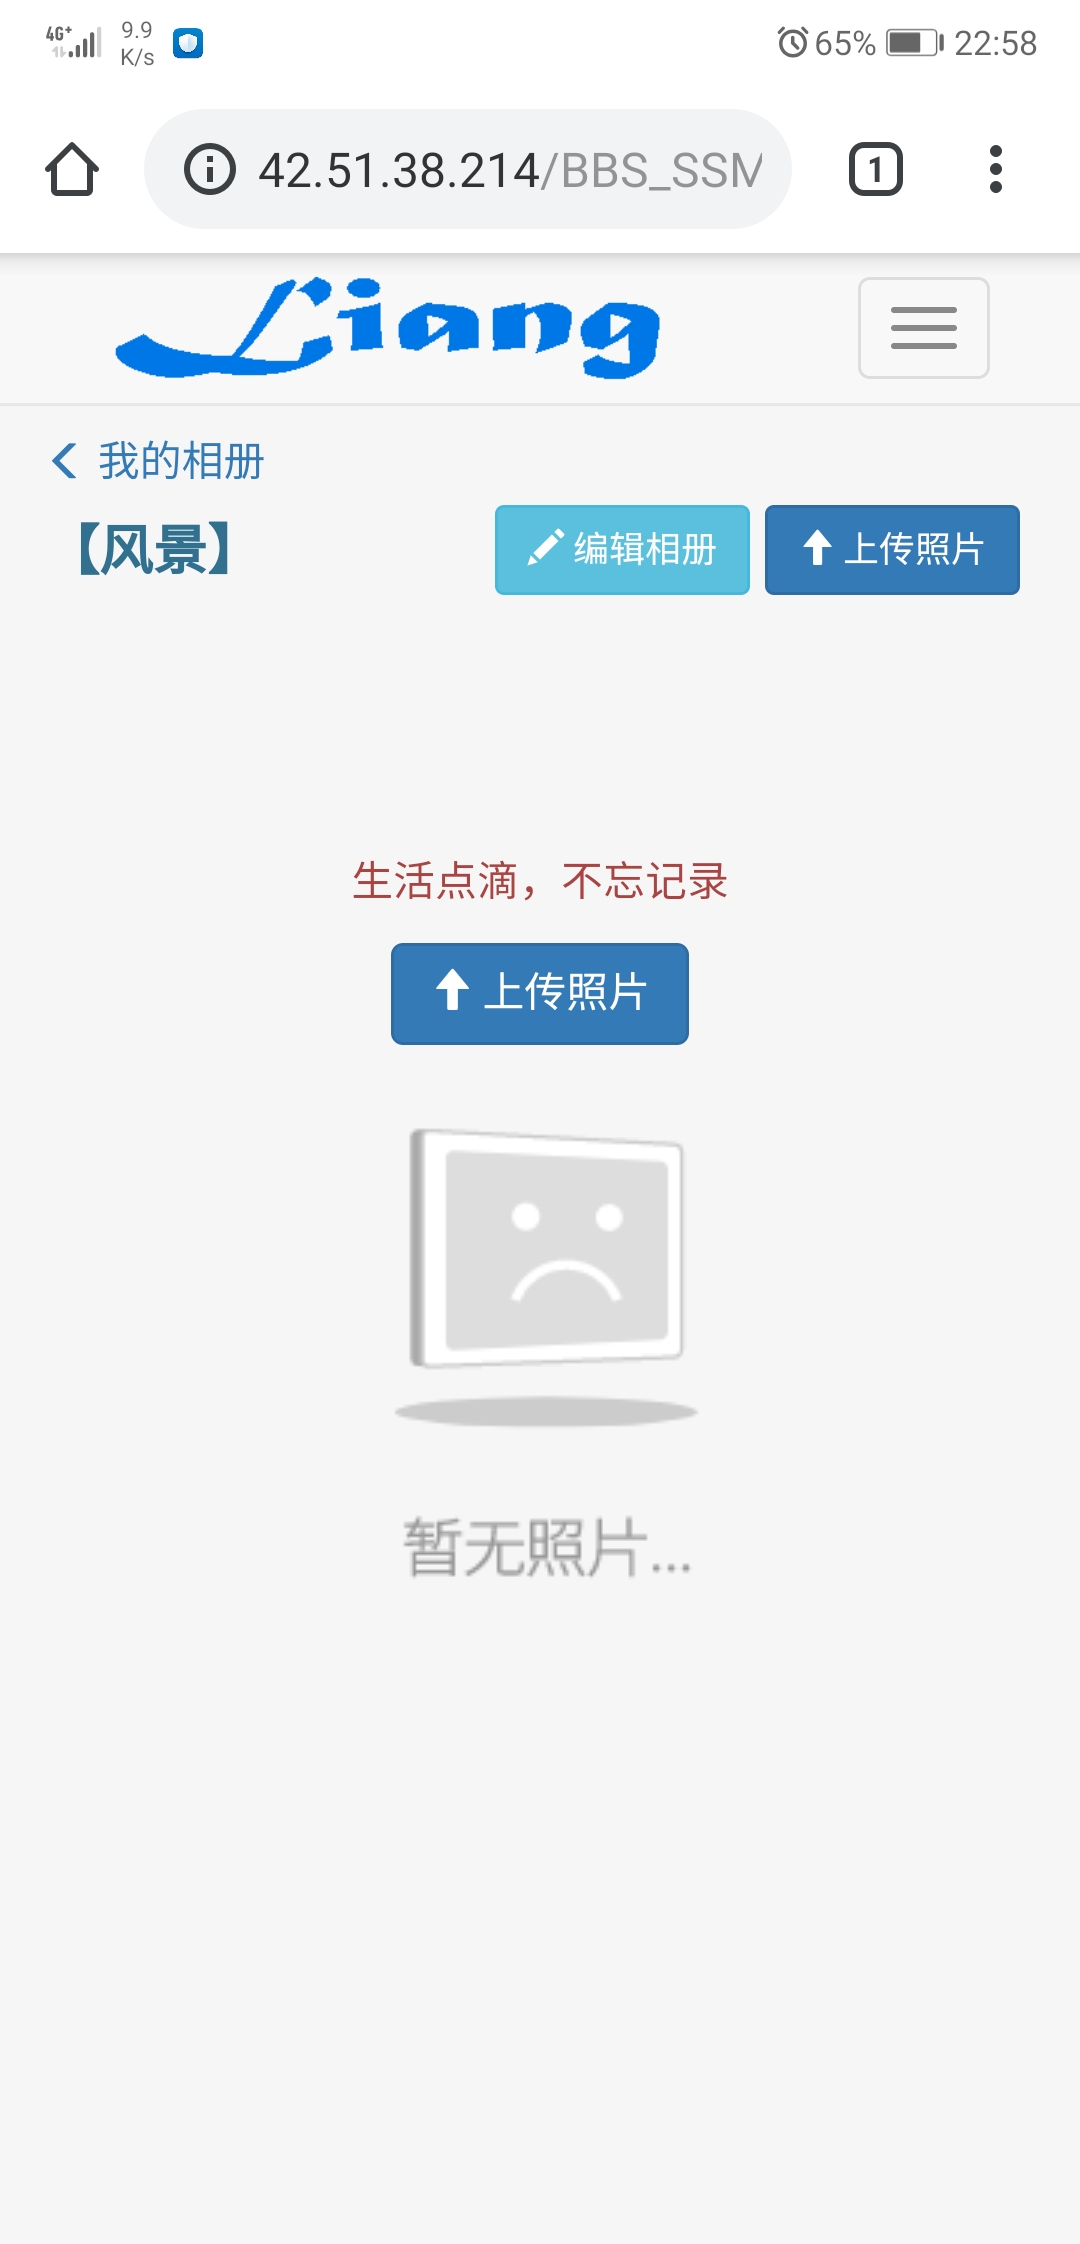 4G+ 9.9 K/s 65% 22:58
42.51.38.214/BBS_SSM 1
Liang
我的相册
【风景】 编辑相册 上传照片
生活点滴，不忘记录
上传照片
暂无照片...